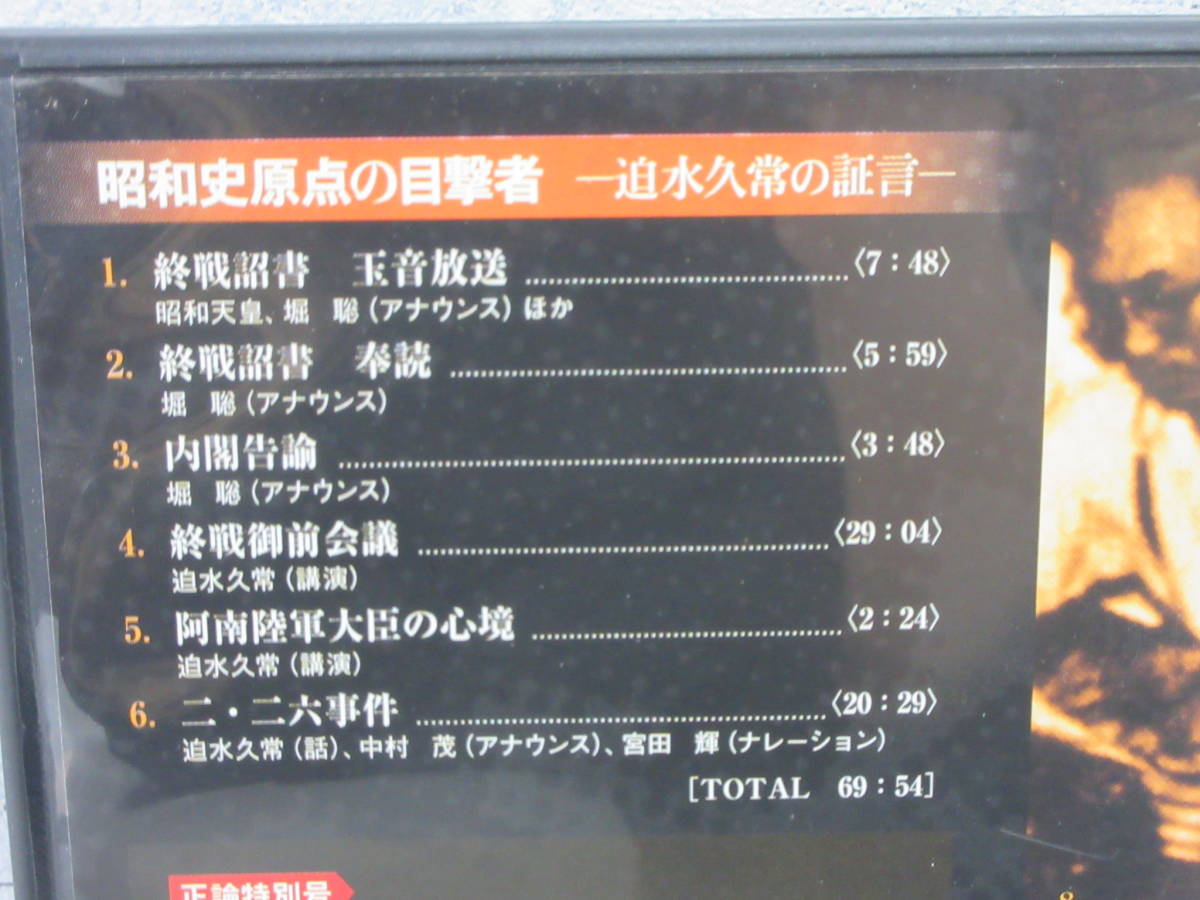 昭和史原点の目撃者 ―迫水久常の証言―
1. 終戦詔書 玉音放送 ……〈7：48〉
昭和天皇、堀 聡（アナウンス）ほか
2. 終戦詔書 奉読 ……〈5：59〉
堀 聡（アナウンス）
3. 内閣告諭 ……〈3：48〉
堀 聡（アナウンス）
4. 終戦御前会議 ……〈29：04〉
迫水久常（講演）
5. 阿南陸軍大臣の心境 ……〈2：24〉
迫水久常（講演）
6. 二・二六事件 ……〈20：29〉
迫水久常（話）、中村 茂（アナウンス）、宮田 輝（ナレーション）
［TOTAL 69：54］
正論特別号